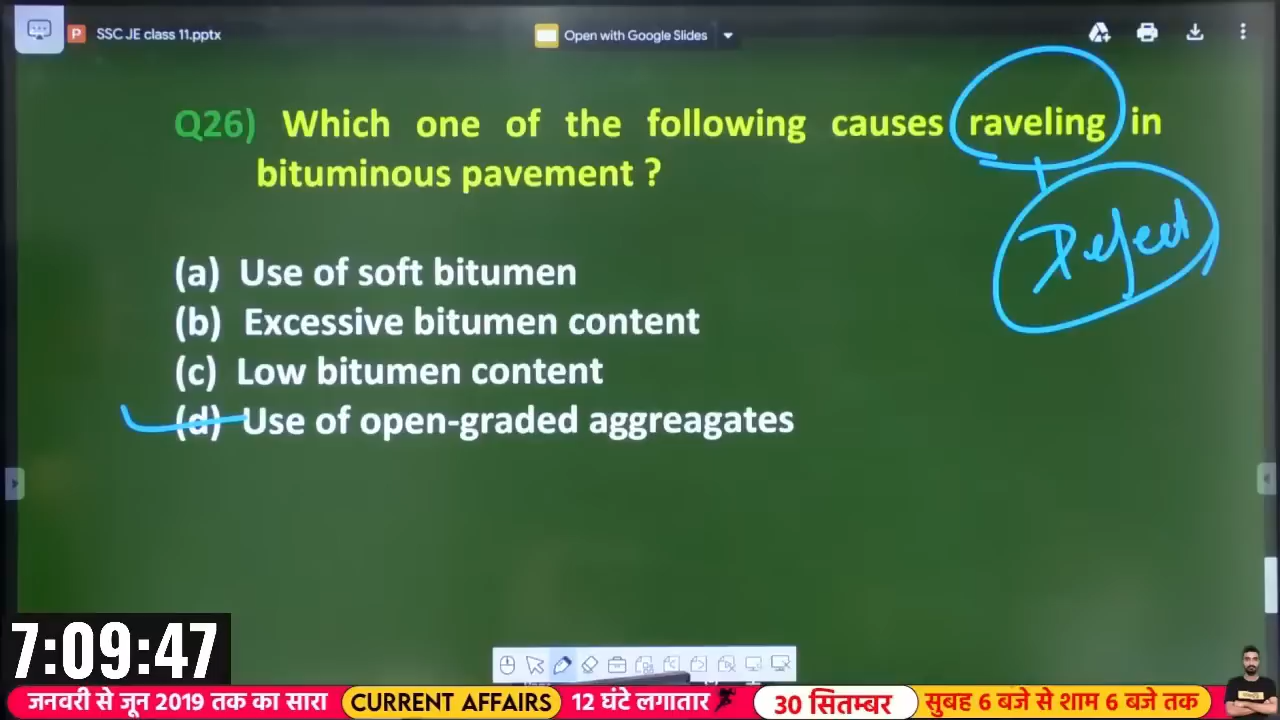 SSC JE class 11.pptx
Open with Google Slides
Q26) Which one of the following causes raveling in
bituminous pavement ?
Defect
(a) Use of soft bitumen
(b) Excessive bitumen content
(c) Low bitumen content
(d) Use of open-graded aggreagates
7:09:47
जनवरी से जून 2019 तक का सारा CURRENT AFFAIRS 12 घंटे लगातार 30 सितम्बर सुबह 6 बजे से शाम 6 बजे तक